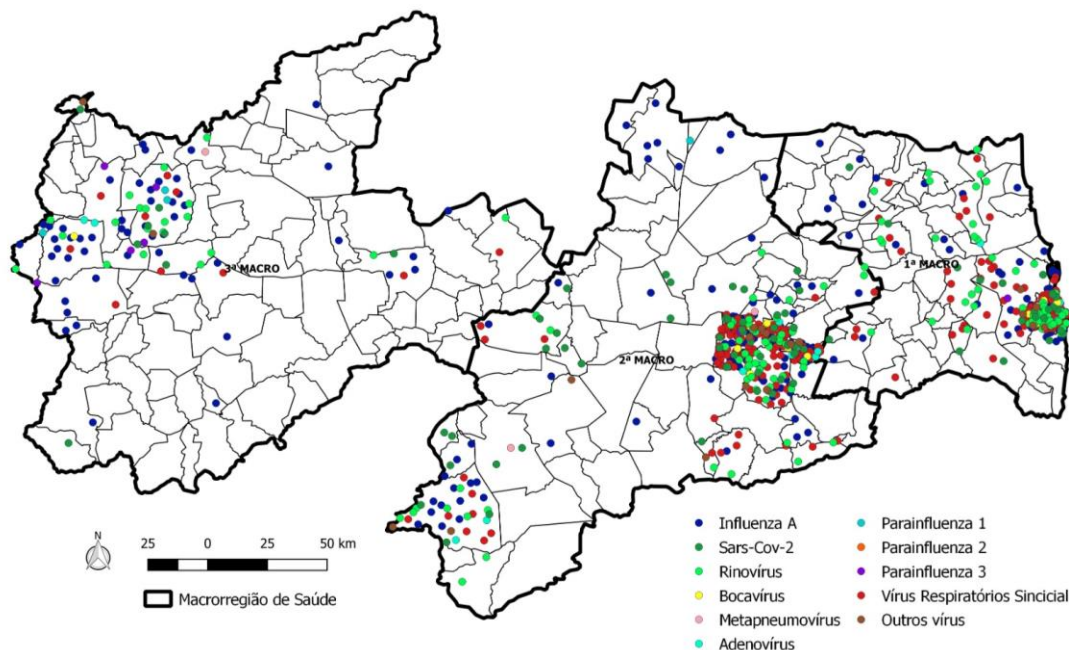 3ª MACRO
1ª MACRO
2ª MACRO
N
25 0 25 50 km
Macrorregião de Saúde
Influenza A
Sars-Cov-2
Rinovírus
Bocavírus
Metapneumovírus
Adenovírus
Parainfluenza 1
Parainfluenza 2
Parainfluenza 3
Vírus Respiratórios Sincicial
Outros vírus